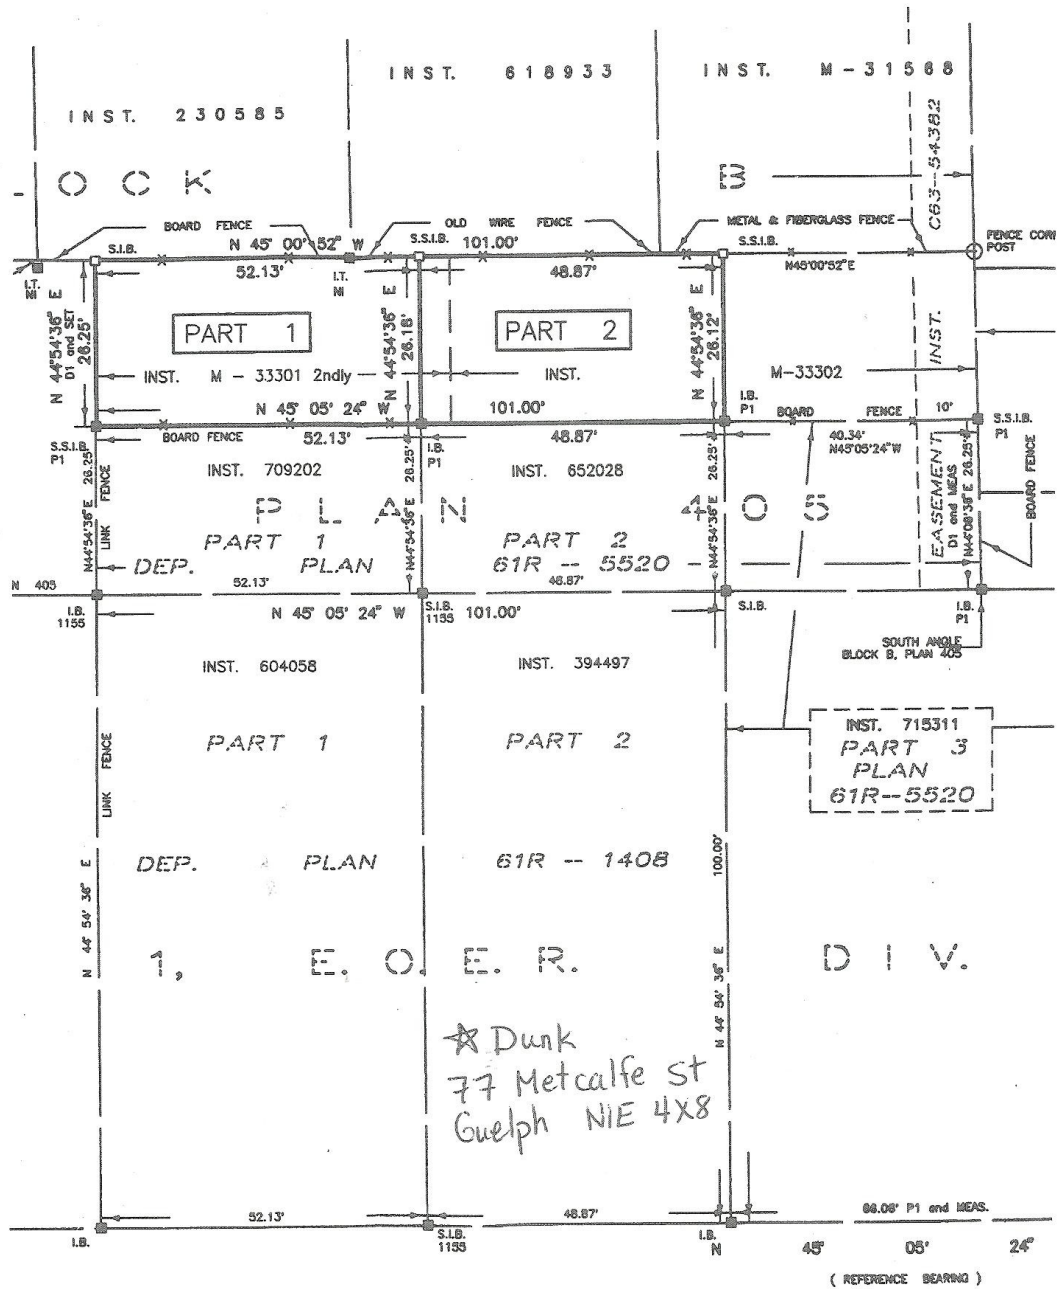 INST. 618933
INST. M-31568
INST. 230585
C63--54382
OCK
B
BOARD FENCE
OLD WIRE FENCE
METAL & FIBERGLASS FENCE
S.I.B.
N 45° 00' 52" W
S.S.I.B.
101.00'
S.S.I.B.
FENCE COR
POST
52.13'
48.87'
N45°00'52"E
I.T.
NI
I.T.
NI
N 44°54'36" E
D1 and SET
26.25'
PART 1
N 44°54'36" E
26.18'
PART 2
N 44°54'36" E
26.12'
INST.
INST. M - 33301 2ndly
INST.
M-33302
N 45° 05' 24" W
101.00'
I.B.
P1
BOARD FENCE
10'
S.S.I.B.
P1
S.S.I.B.
P1
BOARD FENCE
52.13'
I.B.
P1
48.87'
40.34'
N45°05'24"W
INST. 709202
INST. 652028
N44°54'36"E 26.25'
LINK FENCE
N44°54'36"E 26.25'
N44°54'36"E 26.25'
EASEMENT
D1 and MEAS
E 26.25'
BOARD FENCE
PLAN 405
PART 1
PART 2
DEP. PLAN
61R -- 5520
N 405
52.13'
48.87'
I.B.
1155
N 45° 05' 24" W
S.I.B.
1155
101.00'
S.I.B.
I.B.
P1
SOUTH ANGLE
BLOCK B, PLAN 405
INST. 604058
INST. 394497
INST. 715311
PART 3
PLAN
61R--5520
PART 1
PART 2
LINK FENCE
DEP. PLAN
61R -- 1408
N 44° 54' 36" E
N 44° 54' 36" E 100.00'
1, E. O. E. R. DIV.
☆ Dunk
77 Metcalfe St
Guelph N1E 4X8
52.13'
48.87'
66.06' P1 and MEAS.
I.B.
S.I.B.
1155
I.B.
N 45° 05' 24"
( REFERENCE BEARING )